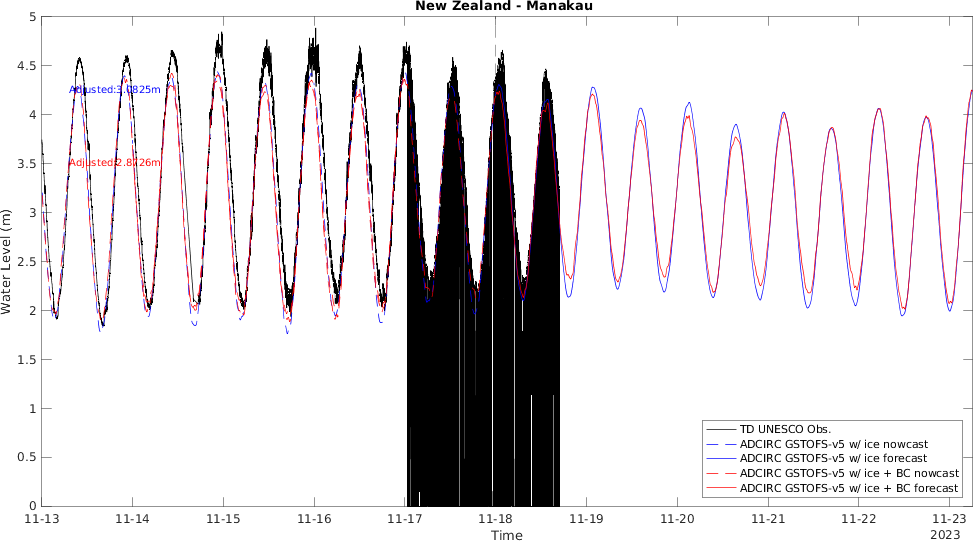 New Zealand - Manakau
5
4.5
4
3.5
3
2.5
2
1.5
1
0.5
0
Water Level (m)
Adjusted:3.0825m
Adjusted:2.8726m
TD UNESCO Obs.
ADCIRC GSTOFS-v5 w/ ice nowcast
ADCIRC GSTOFS-v5 w/ ice forecast
ADCIRC GSTOFS-v5 w/ ice + BC nowcast
ADCIRC GSTOFS-v5 w/ ice + BC forecast
11-13 11-14 11-15 11-16 11-17 11-18 11-19 11-20 11-21 11-22 11-23
Time
2023